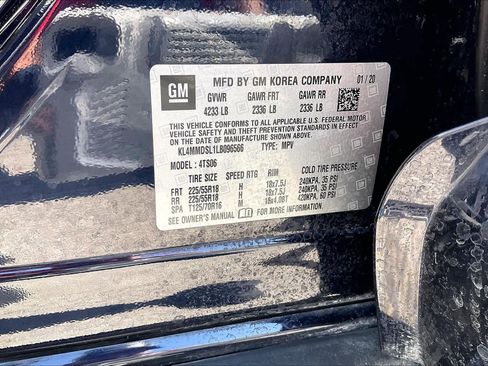 GM
MFD BY GM KOREA COMPANY 01/20
GVWR GAWR FRT GAWR RR
4233 LB 2336 LB 2336 LB
THIS VEHICLE CONFORMS TO ALL APPLICABLE U.S. FEDERAL MOTOR
VEHICLE SAFETY AND THEFT PREVENTION STANDARDS IN EFFECT ON
THE DATE OF MANUFACTURE SHOWN ABOVE.
KL4MMDSL1LB096566 TYPE: MPV
MODEL: 4TS06
TIRE SIZE SPEED RTG RIM COLD TIRE PRESSURE
FRT 225/55R18 H 18x7.5J 240KPA, 35 PSI
RR 225/55R18 H 18x7.5J 240KPA, 35 PSI
SPA T125/70R16 M 420KPA, 60 PSI
SEE OWNER'S MANUAL FOR MORE INFORMATION